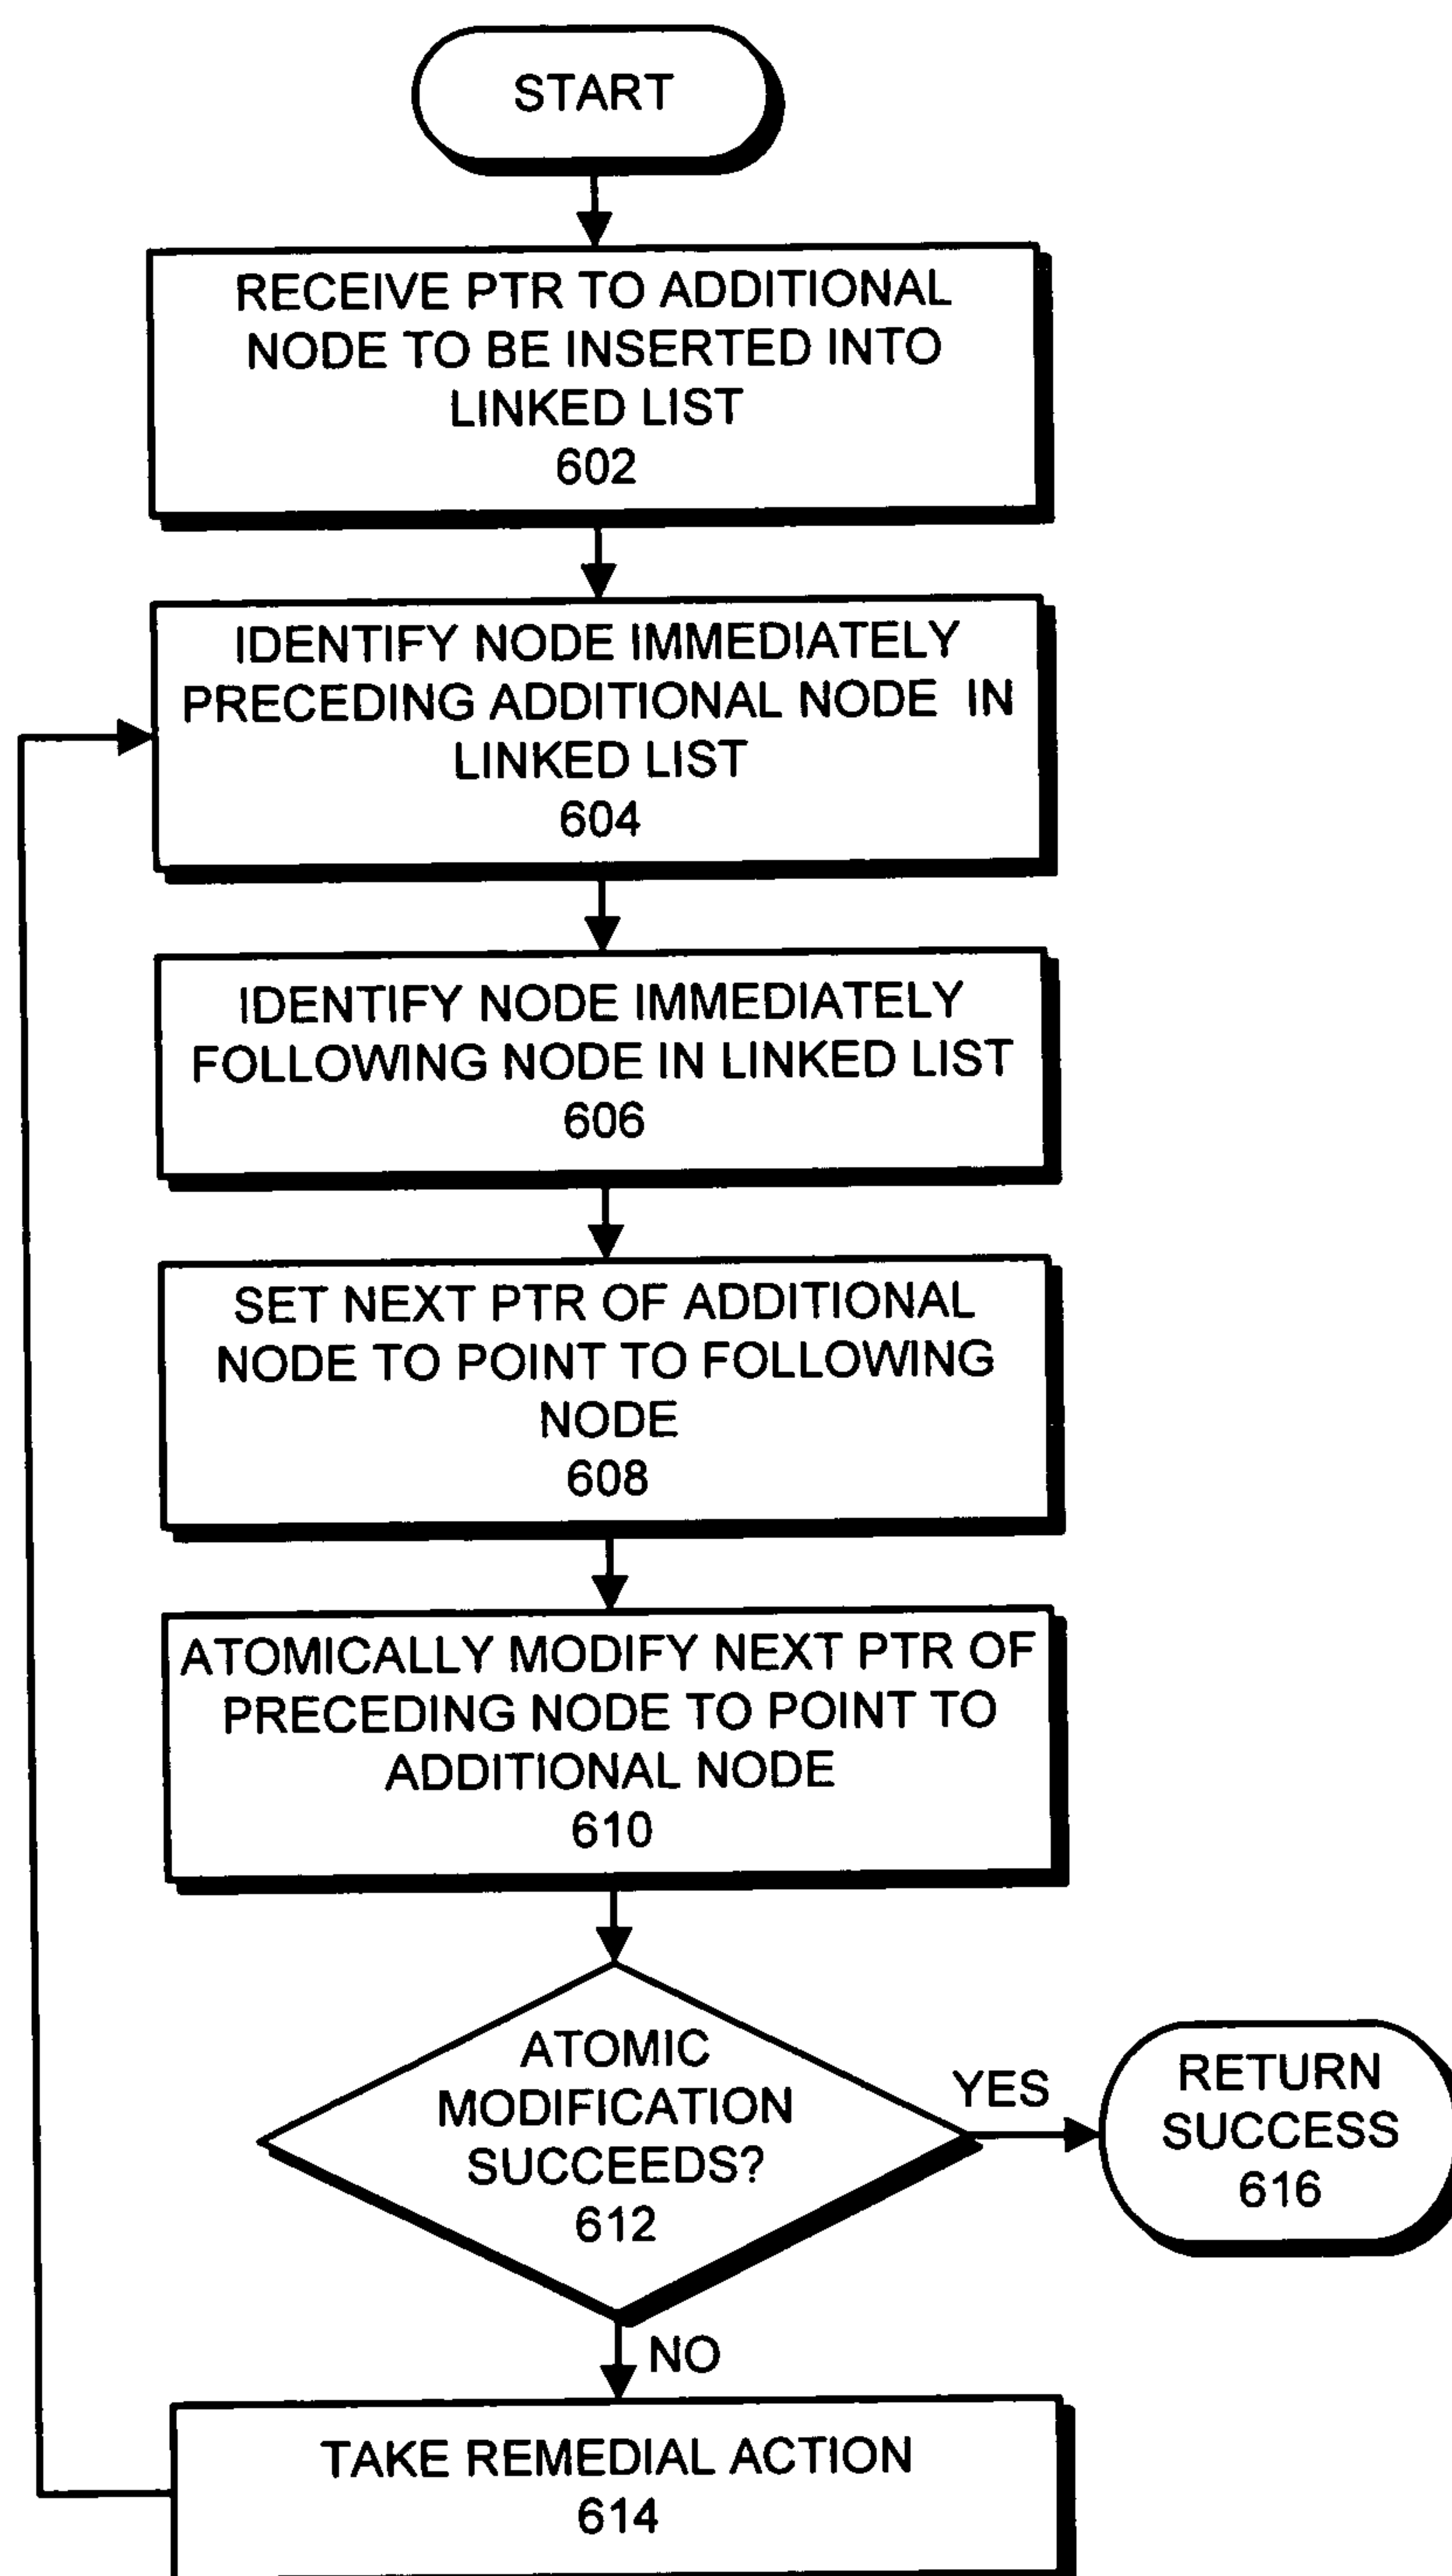 START
RECEIVE PTR TO ADDITIONAL
NODE TO BE INSERTED INTO
LINKED LIST
602
IDENTIFY NODE IMMEDIATELY
PRECEDING ADDITIONAL NODE IN
LINKED LIST
604
IDENTIFY NODE IMMEDIATELY
FOLLOWING NODE IN LINKED LIST
606
SET NEXT PTR OF ADDITIONAL
NODE TO POINT TO FOLLOWING
NODE
608
ATOMICALLY MODIFY NEXT PTR OF
PRECEDING NODE TO POINT TO
ADDITIONAL NODE
610
ATOMIC
MODIFICATION
SUCCEEDS?
612
YES
RETURN
SUCCESS
616
NO
TAKE REMEDIAL ACTION
614